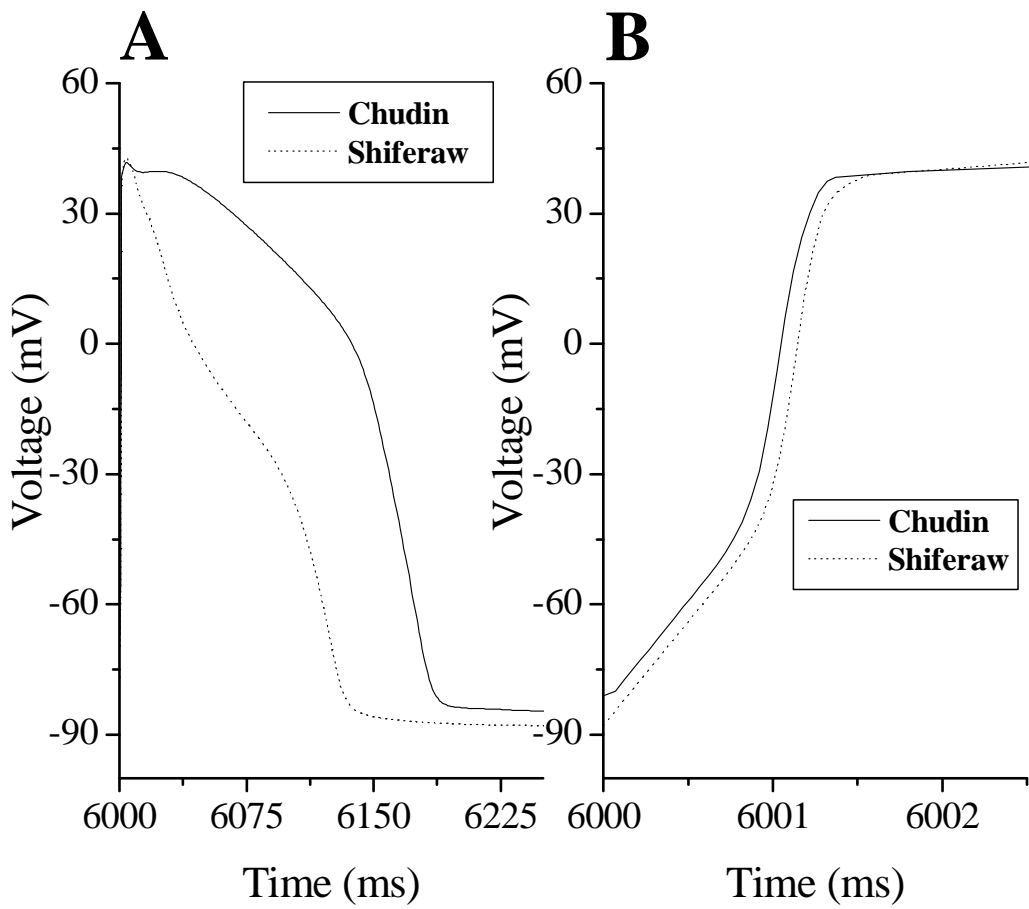 A
60
30
0
-30
-60
-90
Voltage (mV)
Chudin
Shiferaw
6000 6075 6150 6225
Time (ms)
B
60
30
0
-30
-60
-90
Voltage (mV)
Chudin
Shiferaw
6000 6001 6002
Time (ms)